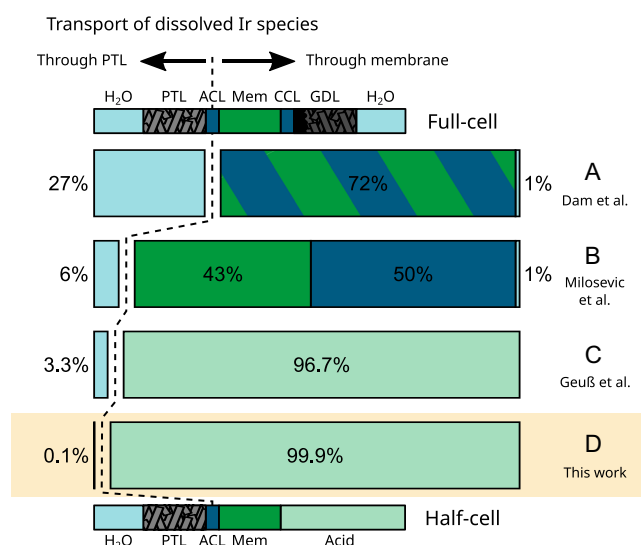 Transport of dissolved Ir species
Through PTL
Through membrane
H₂O PTL ACL Mem CCL GDL H₂O
Full-cell
27%
72%
1%
A
Dam et al.
6%
43%
50%
1%
B
Milosevic
et al.
3.3%
96.7%
C
Geuß et al.
0.1%
99.9%
D
This work
Half-cell
H₂O PTL ACL Mem Acid